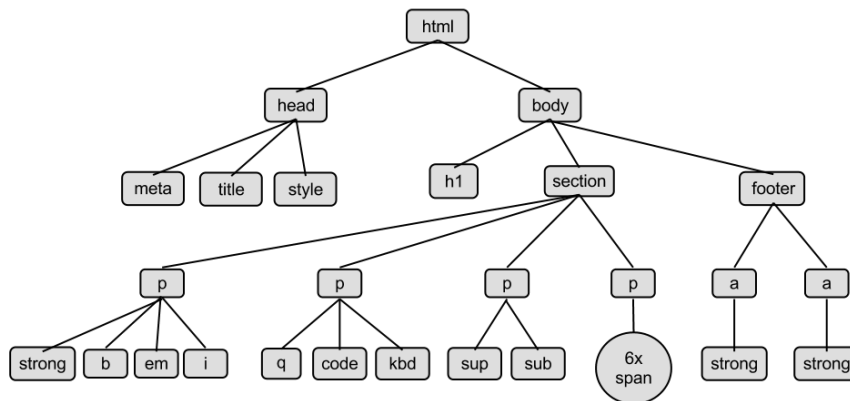 html
head
body
meta
title
style
h1
section
footer
p
p
p
p
a
a
strong
b
em
i
q
code
kbd
sup
sub
6x
span
strong
strong